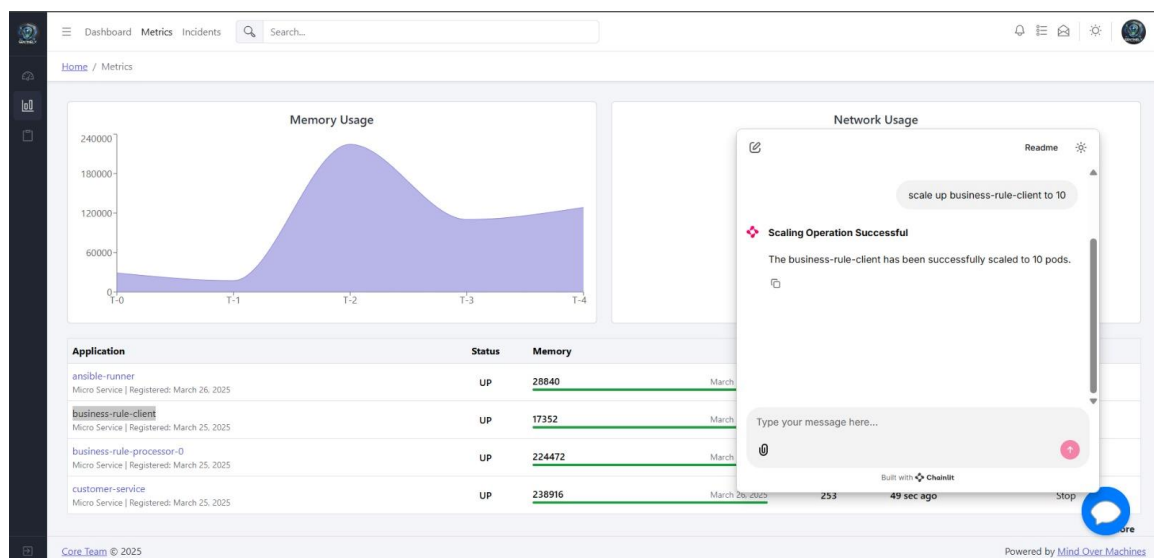 Dashboard Metrics Incidents Search...
Home / Metrics
Memory Usage
240000
180000
120000
60000
0
T-0 T-1 T-2 T-3 T-4
Network Usage
Readme
scale up business-rule-client to 10
Scaling Operation Successful
The business-rule-client has been successfully scaled to 10 pods.
Type your message here...
Built with Chainlit
Application Status Memory
ansible-runner
Micro Service | Registered: March 26, 2025
UP 28840 March
business-rule-client
Micro Service | Registered: March 25, 2025
UP 17352 March
business-rule-processor-0
Micro Service | Registered: March 25, 2025
UP 224472 March
customer-service
Micro Service | Registered: March 25, 2025
UP 238916 March 26, 2025 253 49 sec ago Stop
Core Team © 2025
Powered by Mind Over Machines